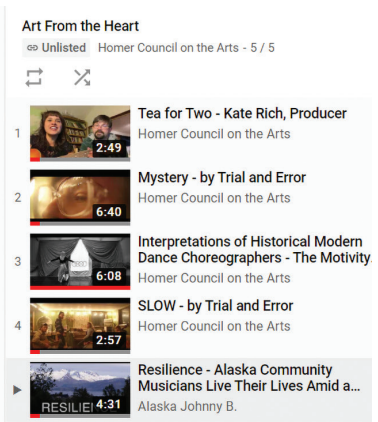 Art From the Heart
Unlisted Homer Council on the Arts - 5 / 5
1
Tea for Two - Kate Rich, Producer
Homer Council on the Arts
2:49
2
Mystery - by Trial and Error
Homer Council on the Arts
6:40
3
Interpretations of Historical Modern
Dance Choreographers - The Motivity
Homer Council on the Arts
6:08
4
SLOW - by Trial and Error
Homer Council on the Arts
2:57
Resilience - Alaska Community
Musicians Live Their Lives Amid a...
Alaska Johnny B.
RESILIE
4:31